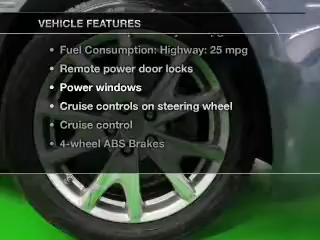 VEHICLE FEATURES
• Fuel Consumption: Highway: 25 mpg
• Remote power door locks
• Power windows
• Cruise controls on steering wheel
• Cruise control
• 4-wheel ABS Brakes